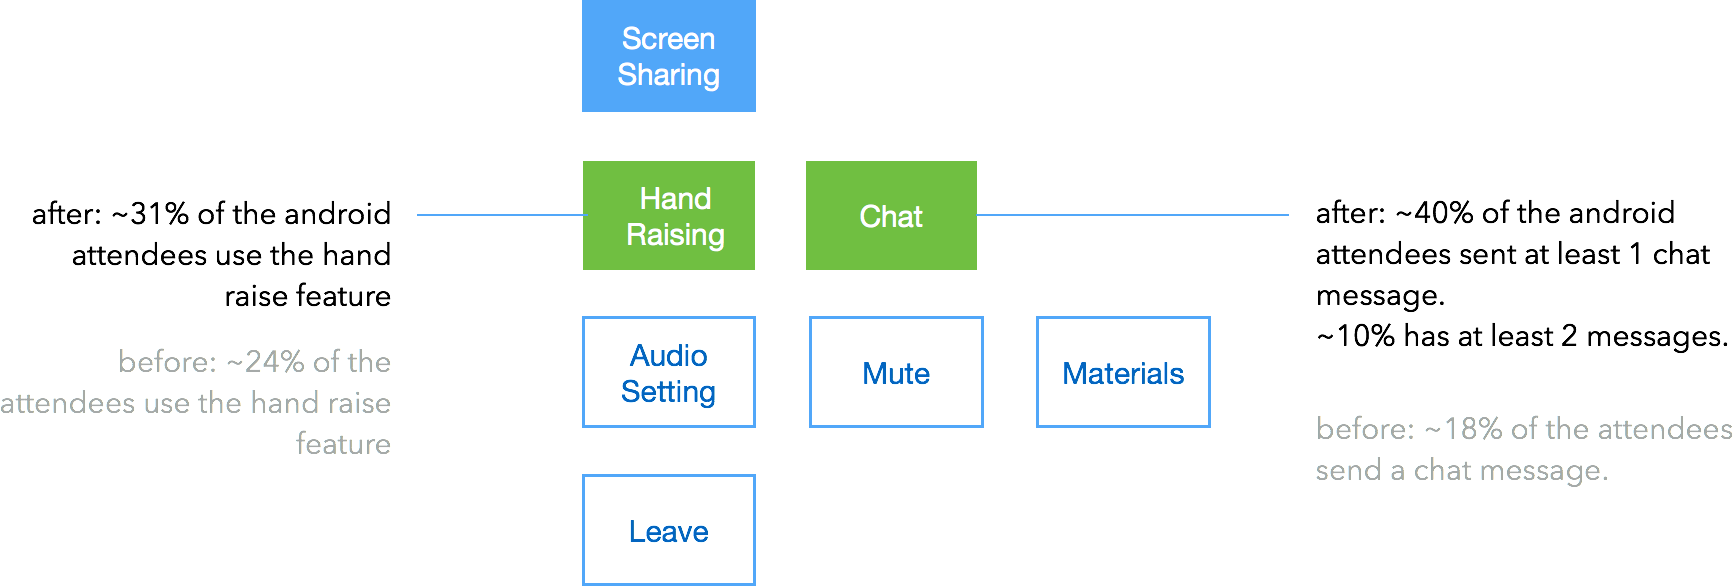 Screen
Sharing
after: ~31% of the android
attendees use the hand
raise feature
before: ~24% of the
attendees use the hand raise
feature
Hand
Raising
Chat
after: ~40% of the android
attendees sent at least 1 chat
message.
~10% has at least 2 messages.
before: ~18% of the attendees
send a chat message.
Audio
Setting
Mute
Materials
Leave